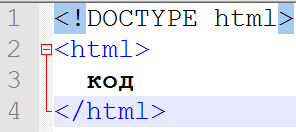 1 <!DOCTYPE html>
2 <html>
3 код
4 </html>